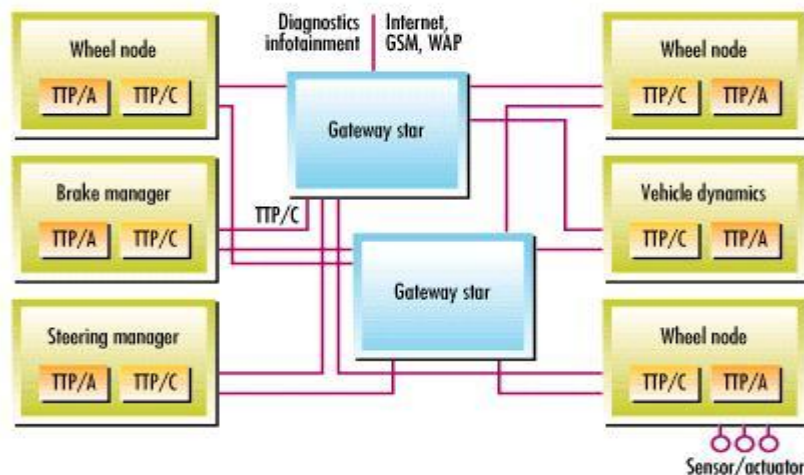 Diagnostics
infotainment
Internet,
GSM, WAP
Wheel node
TTP/A TTP/C
Gateway star
Wheel node
TTP/C TTP/A
Brake manager
TTP/A TTP/C
TTP/C
Vehicle dynamics
TTP/C TTP/A
Gateway star
Steering manager
TTP/A TTP/C
Wheel node
TTP/C TTP/A
Sensor/actuator